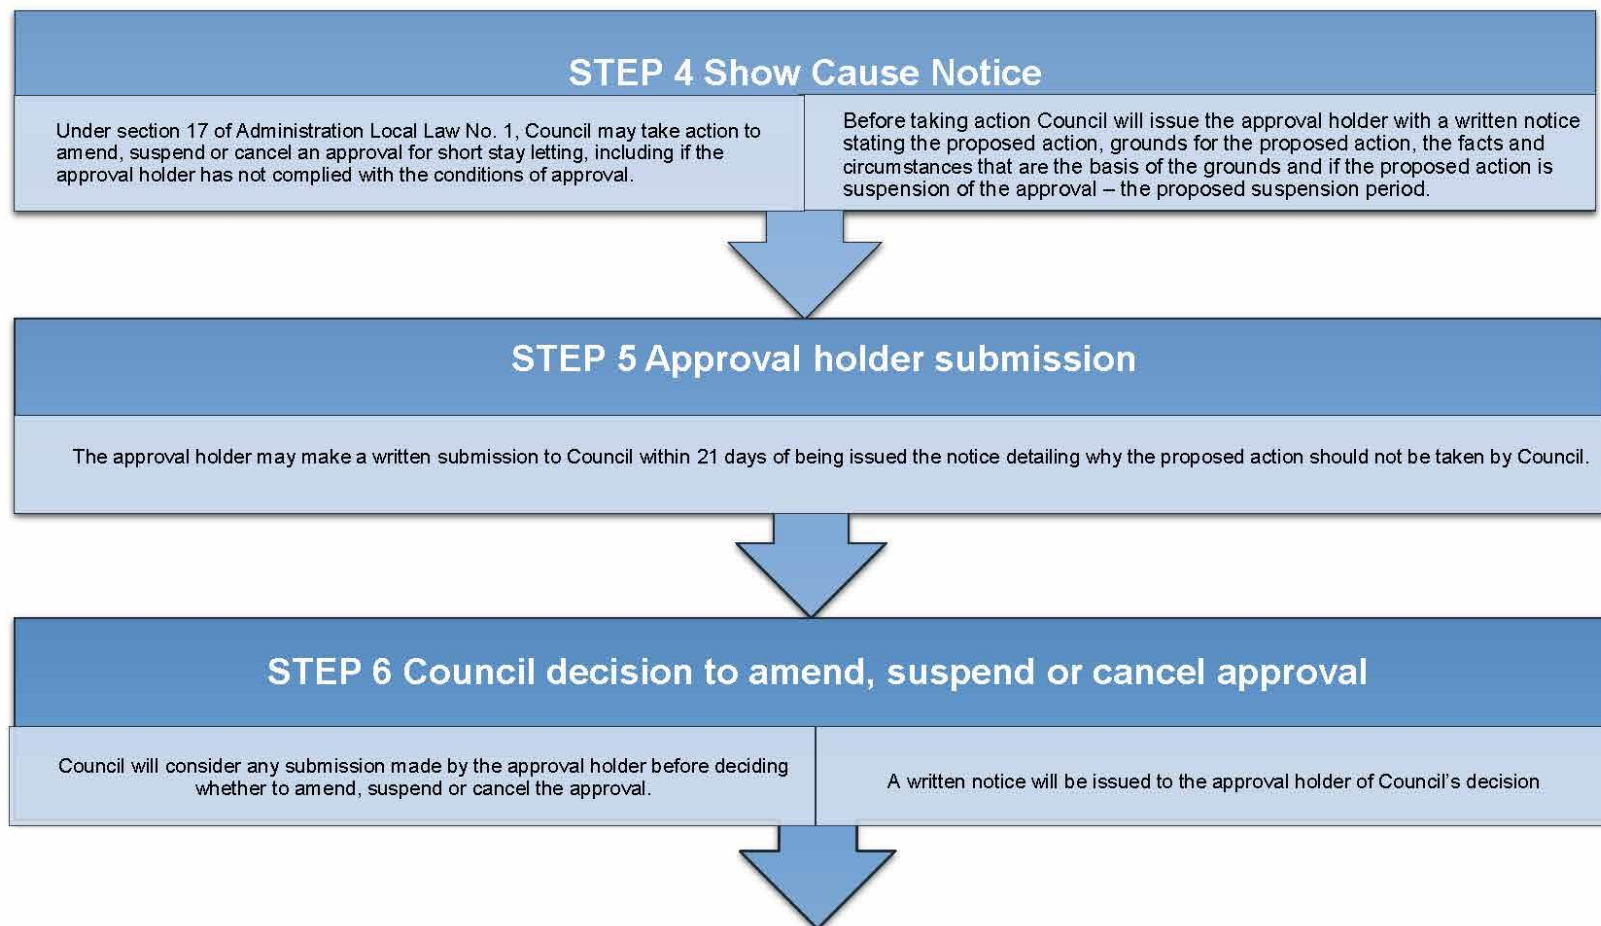 STEP 4 Show Cause Notice
Under section 17 of Administration Local Law No. 1, Council may take action to
amend, suspend or cancel an approval for short stay letting, including if the
approval holder has not complied with the conditions of approval.
Before taking action Council will issue the approval holder with a written notice
stating the proposed action, grounds for the proposed action, the facts and
circumstances that are the basis of the grounds and if the proposed action is
suspension of the approval – the proposed suspension period.
STEP 5 Approval holder submission
The approval holder may make a written submission to Council within 21 days of being issued the notice detailing why the proposed action should not be taken by Council.
STEP 6 Council decision to amend, suspend or cancel approval
Council will consider any submission made by the approval holder before deciding
whether to amend, suspend or cancel the approval.
A written notice will be issued to the approval holder of Council’s decision